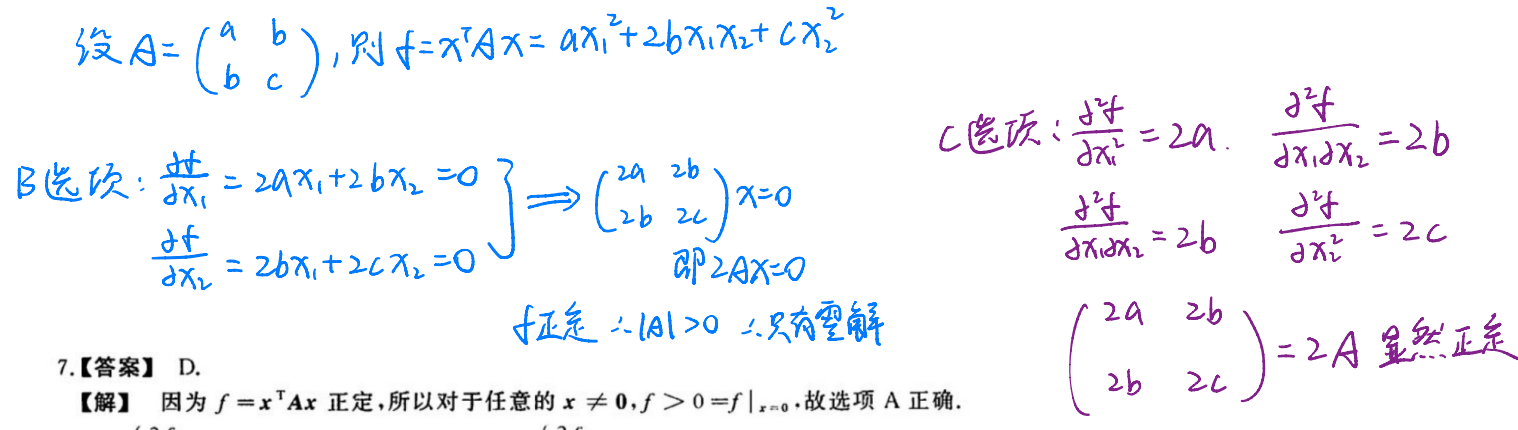 设 A=(a b b c), 则 f=xᵀAx=ax₁²+2bx₁x₂+cx₂²
B选项: ∂f/∂x₁=2ax₁+2bx₂=0
∂f/∂x₂=2bx₁+2cx₂=0
⟹ (2a 2b 2b 2c)x=0
即2Ax=0
f正定 ∴|A|>0 ∴只有零解
C选项: ∂²f/∂x₁²=2a. ∂²f/∂x₁∂x₂=2b
∂²f/∂x₁∂x₂=2b ∂²f/∂x₂²=2c
(2a 2b 2b 2c)=2A 显然正定
7.【答案】 D.
【解】 因为 f=xᵀAx 正定,所以对于任意的 x≠0,f>0=f|ₓ₌₀.故选项 A 正确.